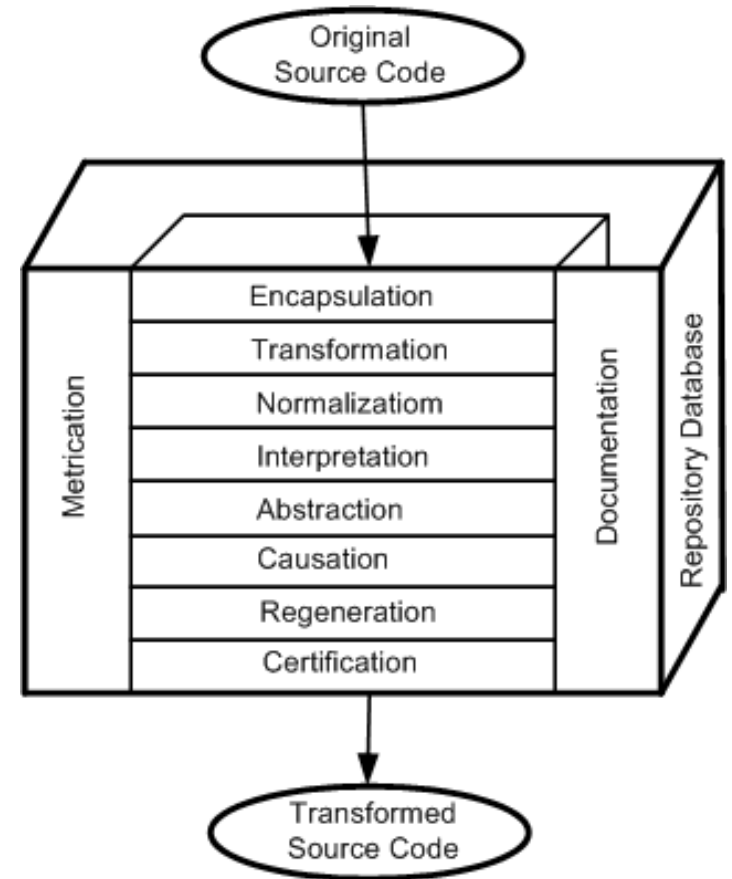 Original
Source Code
Encapsulation
Transformation
Normalizatiom
Interpretation
Abstraction
Causation
Regeneration
Certification
Metrication
Documentation
Repository Database
Transformed
Source Code